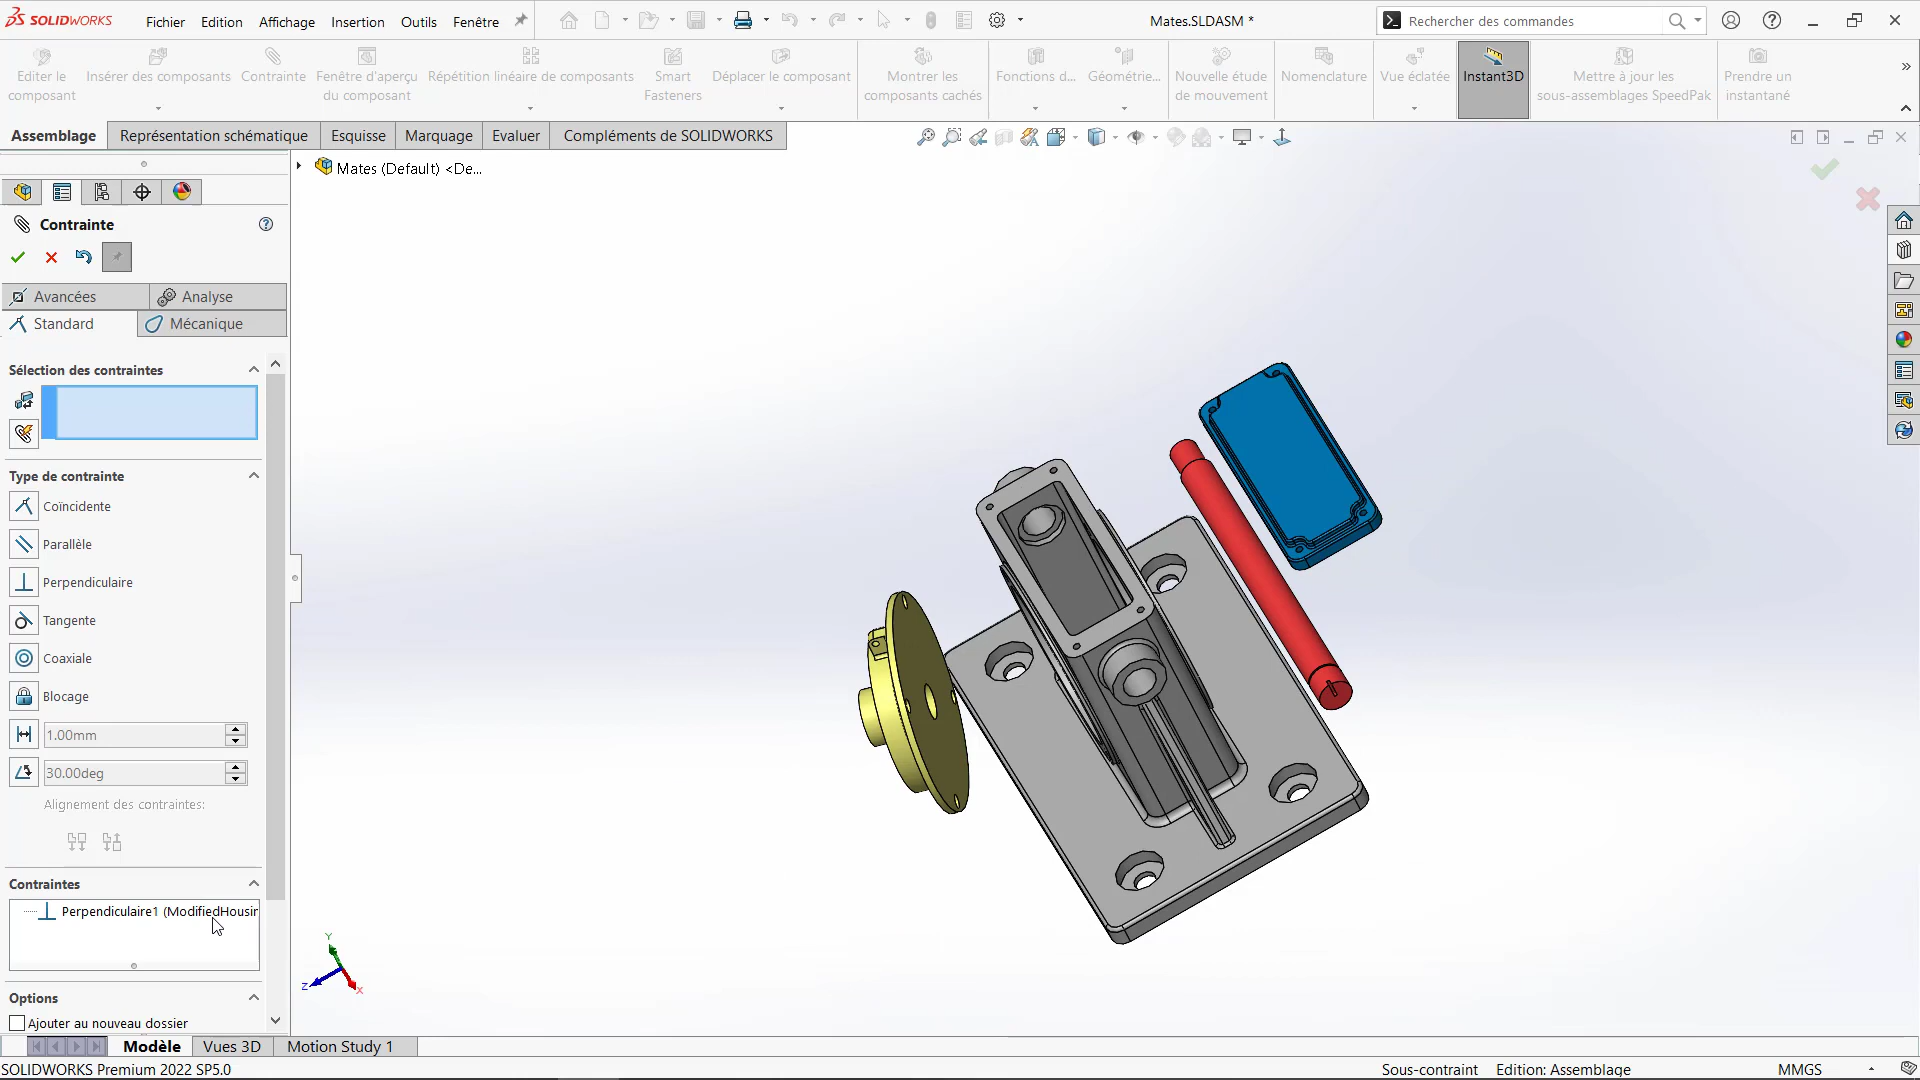 SOLIDWORKS
Fichier Edition Affichage Insertion Outils Fenêtre
Mates.SLDASM *
Rechercher des commandes
Editer le composant
Insérer des composants
Contrainte
Fenêtre d'aperçu du composant
Répétition linéaire de composants
Smart Fasteners
Déplacer le composant
Montrer les composants cachés
Fonctions d...
Géométrie...
Nouvelle étude de mouvement
Nomenclature
Vue éclatée
Instant3D
Mettre à jour les sous-assemblages SpeedPak
Prendre un instantané
Assemblage Représentation schématique Esquisse Marquage Evaluer Compléments de SOLIDWORKS
Mates (Default) <De...
Contrainte
Avancées Analyse
Standard Mécanique
Sélection des contraintes
Type de contrainte
Coïncidente
Parallèle
Perpendiculaire
Tangente
Coaxiale
Blocage
1.00mm
30.00deg
Alignement des contraintes:
Contraintes
Perpendiculaire1 (ModifiedHousin
Options
Ajouter au nouveau dossier
Y
Z
X
Modèle Vues 3D Motion Study 1
SOLIDWORKS Premium 2022 SP5.0
Sous-contraint Edition: Assemblage MMGS